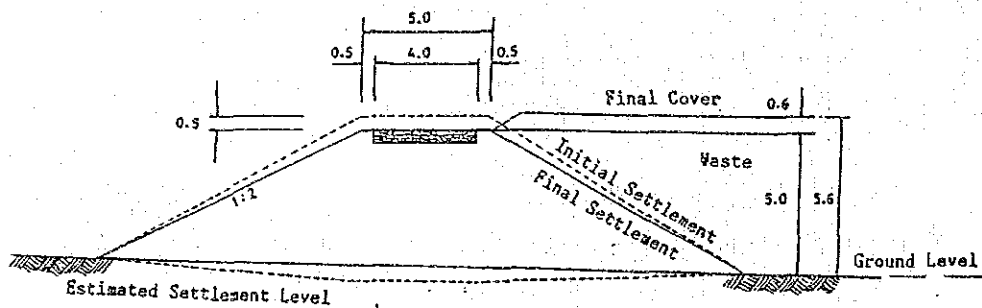 5.0
0.5 4.0 0.5
Final Cover 0.6
0.5
Initial Settlement
Waste
Final Settlement
1:2
5.0 5.6
Ground Level
Estimated Settlement Level